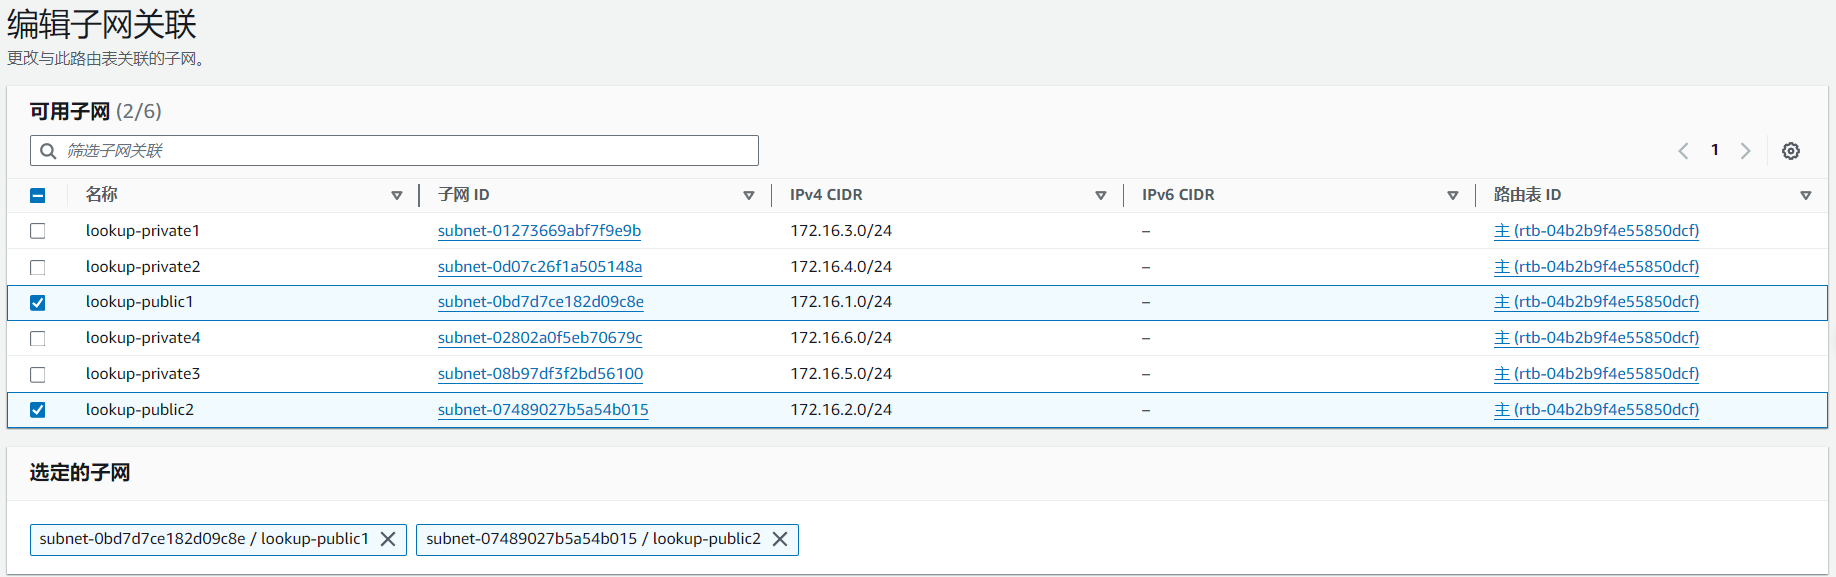 编辑子网关联
更改与此路由表关联的子网。
可用子网 (2/6)
筛选子网关联
1
名称 子网 ID IPv4 CIDR IPv6 CIDR 路由表 ID
lookup-private1 subnet-01273669abf7f9e9b 172.16.3.0/24 – 主 (rtb-04b2b9f4e55850dcf)
lookup-private2 subnet-0d07c26f1a505148a 172.16.4.0/24 – 主 (rtb-04b2b9f4e55850dcf)
lookup-public1 subnet-0bd7d7ce182d09c8e 172.16.1.0/24 – 主 (rtb-04b2b9f4e55850dcf)
lookup-private4 subnet-02802a0f5eb70679c 172.16.6.0/24 – 主 (rtb-04b2b9f4e55850dcf)
lookup-private3 subnet-08b97df3f2bd56100 172.16.5.0/24 – 主 (rtb-04b2b9f4e55850dcf)
lookup-public2 subnet-07489027b5a54b015 172.16.2.0/24 – 主 (rtb-04b2b9f4e55850dcf)
选定的子网
subnet-0bd7d7ce182d09c8e / lookup-public1 subnet-07489027b5a54b015 / lookup-public2